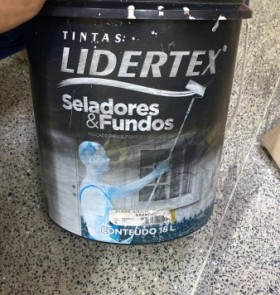 TINTAS
LIDERTEX®
Seladores
&Fundos
CONTEÚDO 18 L